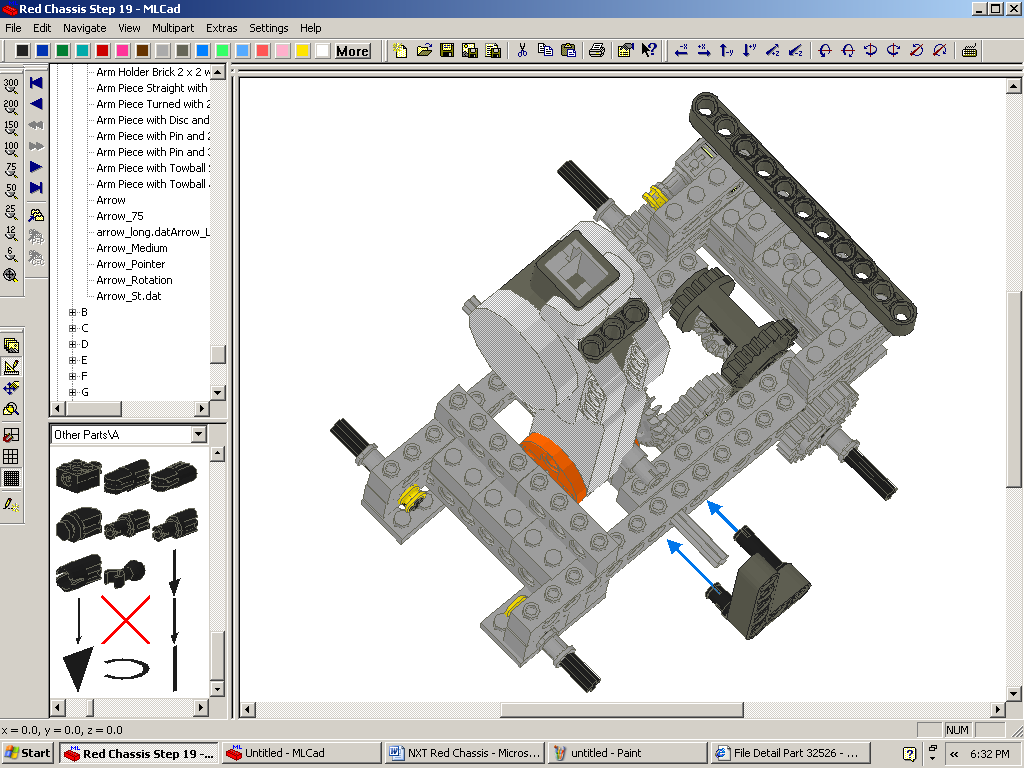 Red Chassis Step 19 - MLCad
File Edit Navigate View Multipart Extras Settings Help
More
300
200
150
100
75
50
25
12
6
Arm Holder Brick 2 x 2 w
Arm Piece Straight with
Arm Piece Turned with 2
Arm Piece with Disc and
Arm Piece with Pin and 2
Arm Piece with Pin and 3
Arm Piece with Towball
Arm Piece with Towball
Arrow
Arrow_75
arrow_long.datArrow_L
Arrow_Medium
Arrow_Pointer
Arrow_Rotation
Arrow_St.dat
B
C
D
E
F
G
Other Parts\A
x = 0.0, y = 0.0, z = 0.0
NUM
Start
Red Chassis Step 19 -...
Untitled - MLCad
NXT Red Chassis - Micros...
untitled - Paint
File Detail Part 32526 - ...
6:32 PM